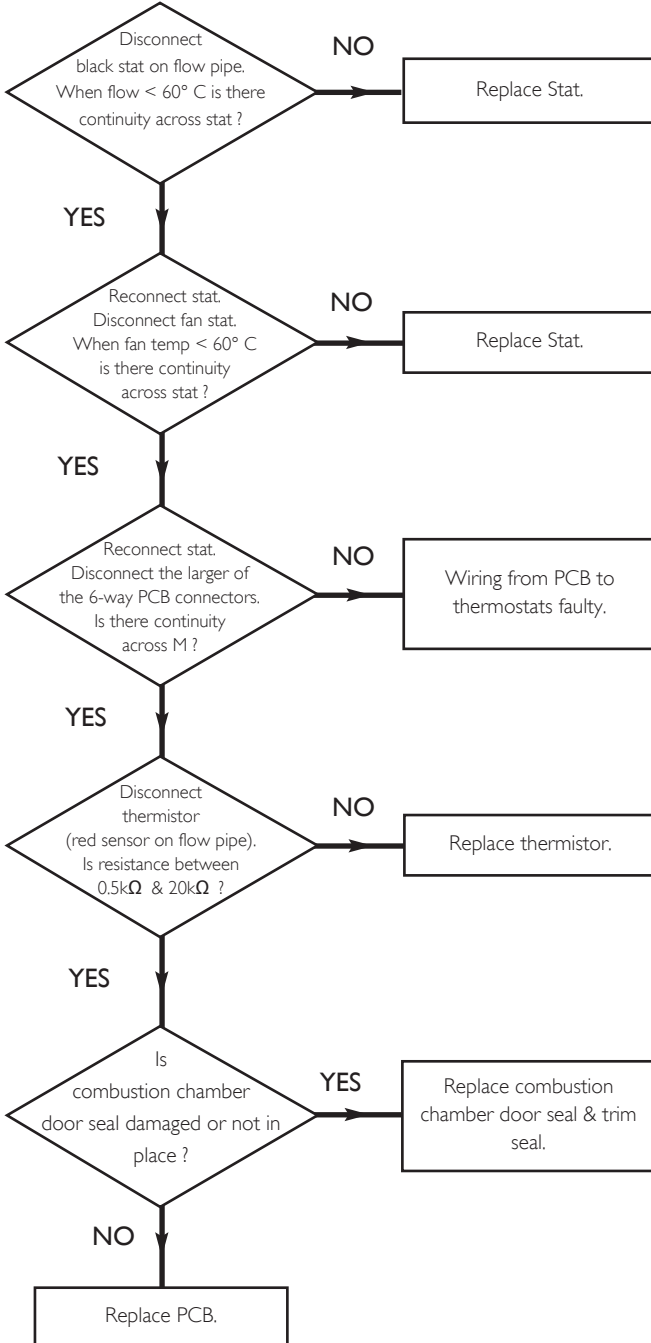 Disconnect
black stat on flow pipe.
When flow < 60° C is there
continuity across stat ?
NO
Replace Stat.
YES
Reconnect stat.
Disconnect fan stat.
When fan temp < 60° C
is there continuity
across stat ?
NO
Replace Stat.
YES
Reconnect stat.
Disconnect the larger of
the 6-way PCB connectors.
Is there continuity
across M ?
NO
Wiring from PCB to
thermostats faulty.
YES
Disconnect
thermistor
(red sensor on flow pipe).
Is resistance between
0.5kΩ & 20kΩ ?
NO
Replace thermistor.
YES
Is
combustion chamber
door seal damaged or not in
place ?
YES
Replace combustion
chamber door seal & trim
seal.
NO
Replace PCB.